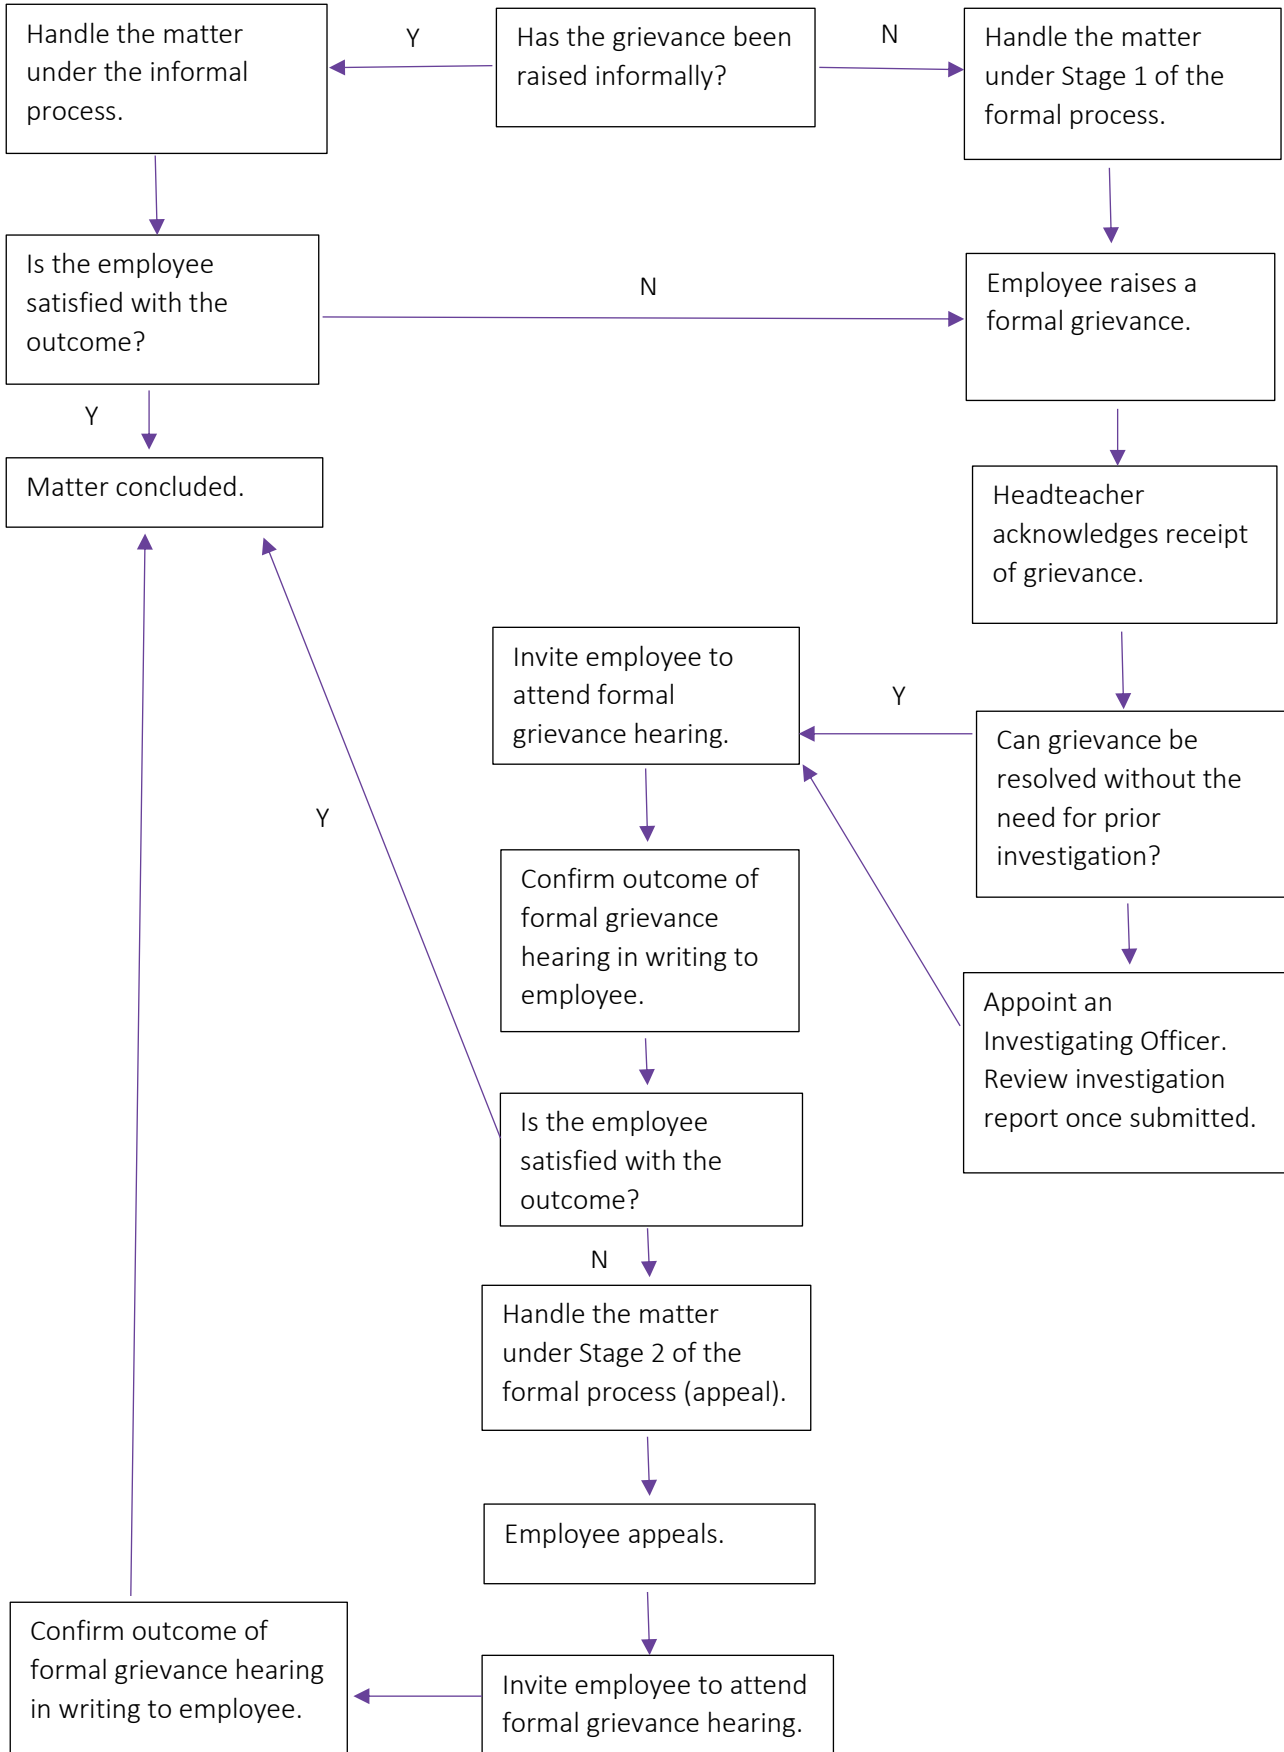 Handle the matter
under the informal
process.
Y
Has the grievance been
raised informally?
N
Handle the matter
under Stage 1 of the
formal process.
Is the employee
satisfied with the
outcome?
N
Employee raises a
formal grievance.
Y
Matter concluded.
Headteacher
acknowledges receipt
of grievance.
Invite employee to
attend formal
grievance hearing.
Y
Can grievance be
resolved without the
need for prior
investigation?
Y
Confirm outcome of
formal grievance
hearing in writing to
employee.
Appoint an
Investigating Officer.
Review investigation
report once submitted.
Is the employee
satisfied with the
outcome?
N
Handle the matter
under Stage 2 of the
formal process (appeal).
Employee appeals.
Confirm outcome of
formal grievance hearing
in writing to employee.
Invite employee to attend
formal grievance hearing.